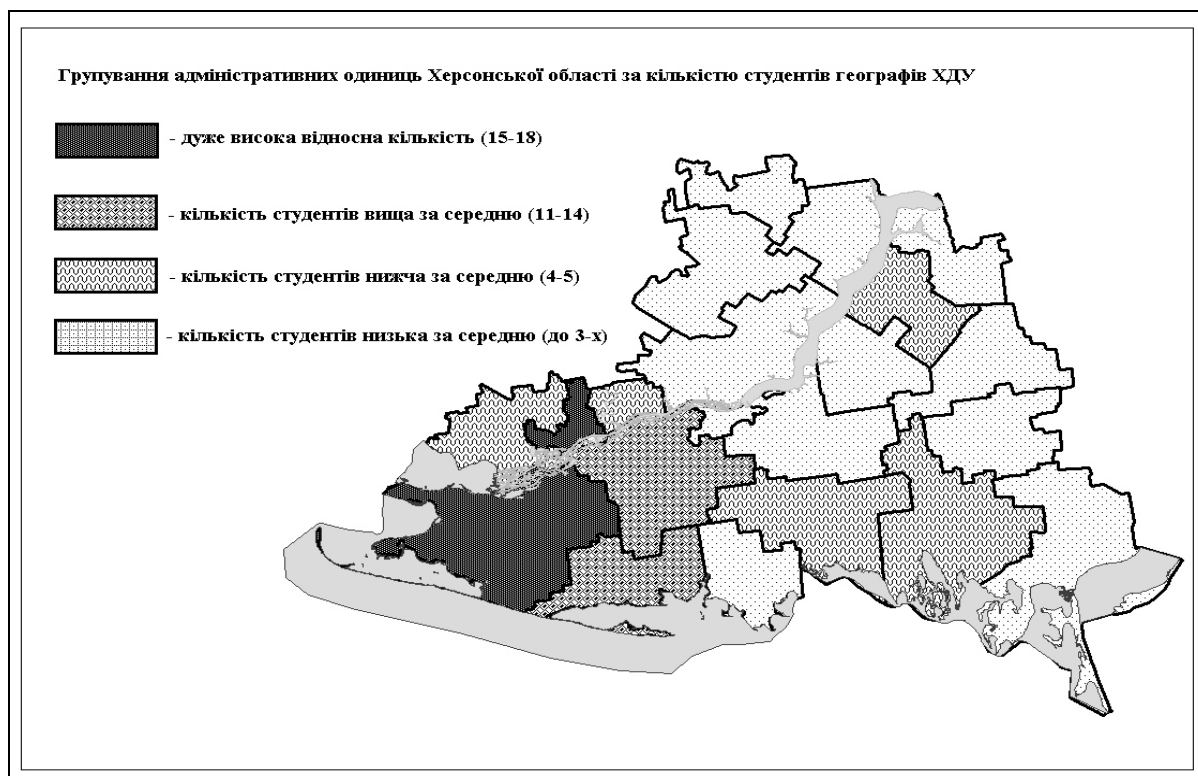 Групування адміністративних одиниць Херсонської області за кількістю студентів географів ХДУ
- дуже висока відносна кількість (15-18)
- кількість студентів вища за середню (11-14)
- кількість студентів нижча за середню (4-5)
- кількість студентів низька за середню (до 3-х)